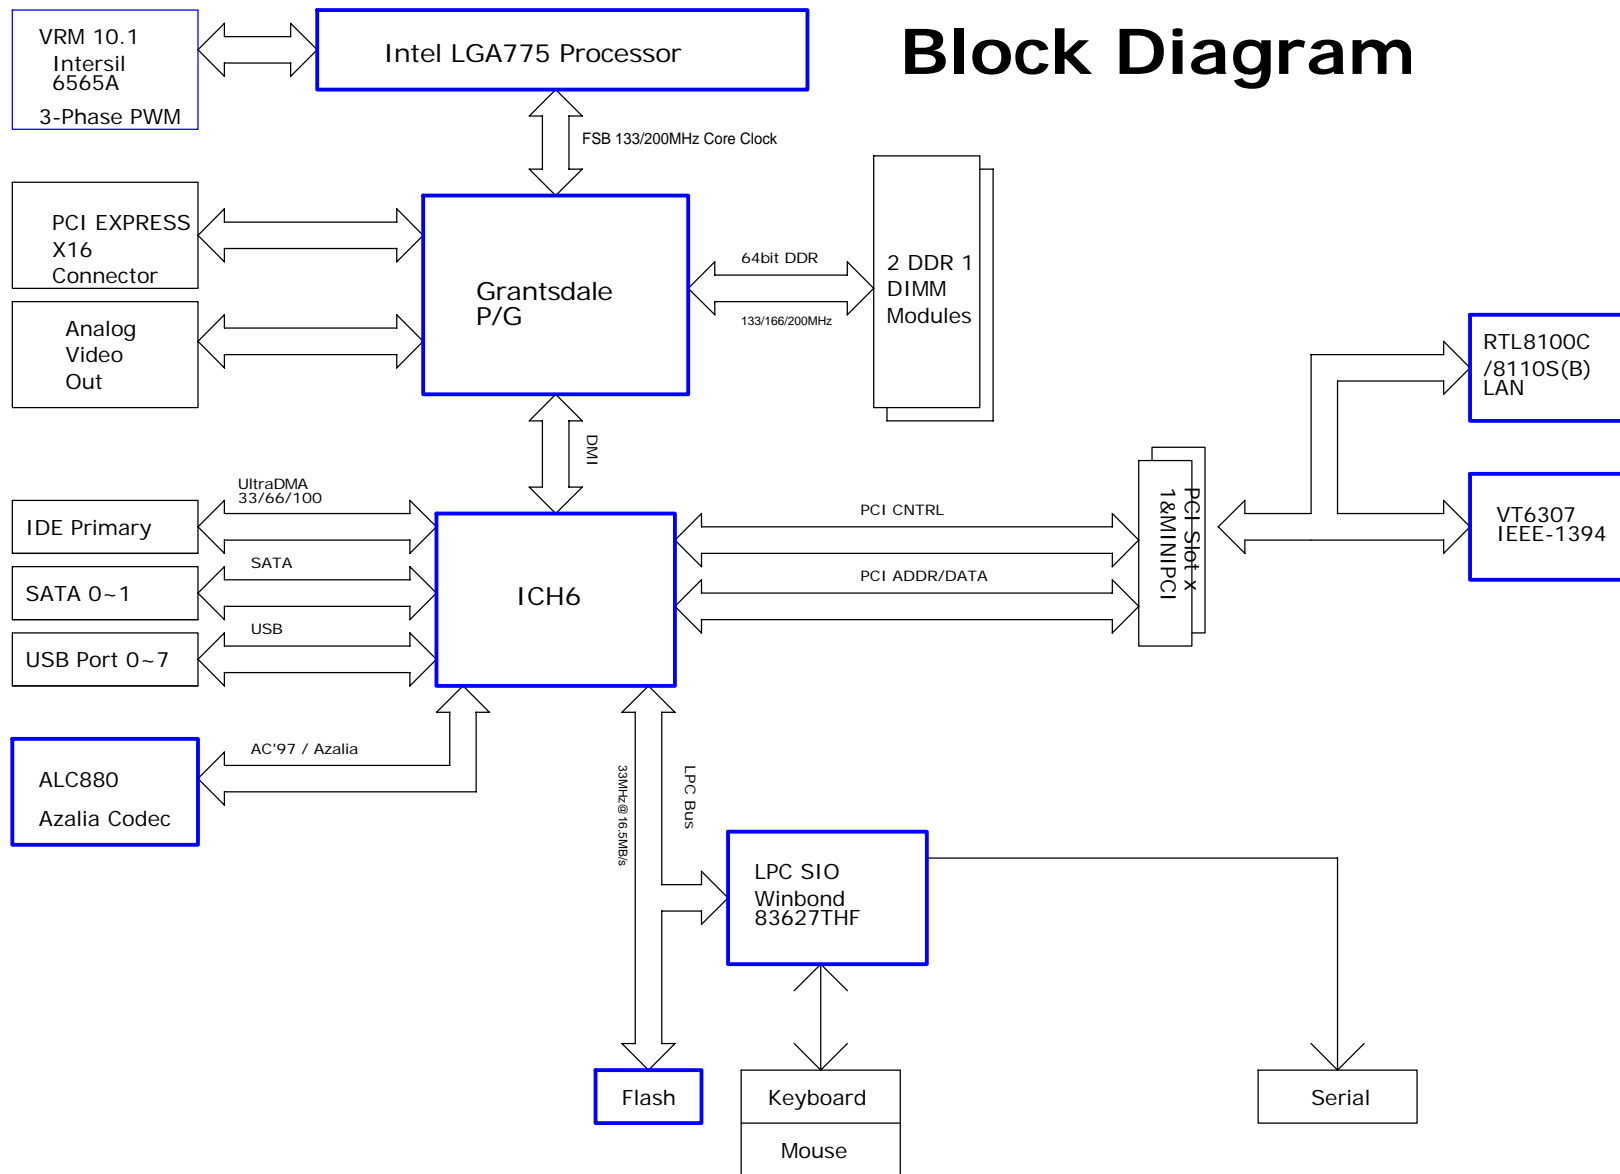 Block Diagram
VRM 10.1
Intersil
6565A
3-Phase PWM
Intel LGA775 Processor
FSB 133/200MHz Core Clock
PCI EXPRESS
X16
Connector
Analog
Video
Out
Grantsdale
P/G
64bit DDR
133/166/200MHz
2 DDR 1
DIMM
Modules
RTL8100C
/8110S(B)
LAN
DMI
UltraDMA
33/66/100
IDE Primary
SATA
SATA 0~1
USB
USB Port 0~7
ICH6
PCI CNTRL
PCI ADDR/DATA
PCI Slot x
1&MINIPCI
VT6307
IEEE-1394
AC'97 / Azalia
ALC880
Azalia Codec
33MHz@16.5MB/s
LPC Bus
LPC SIO
Winbond
83627THF
Flash
Keyboard
Mouse
Serial